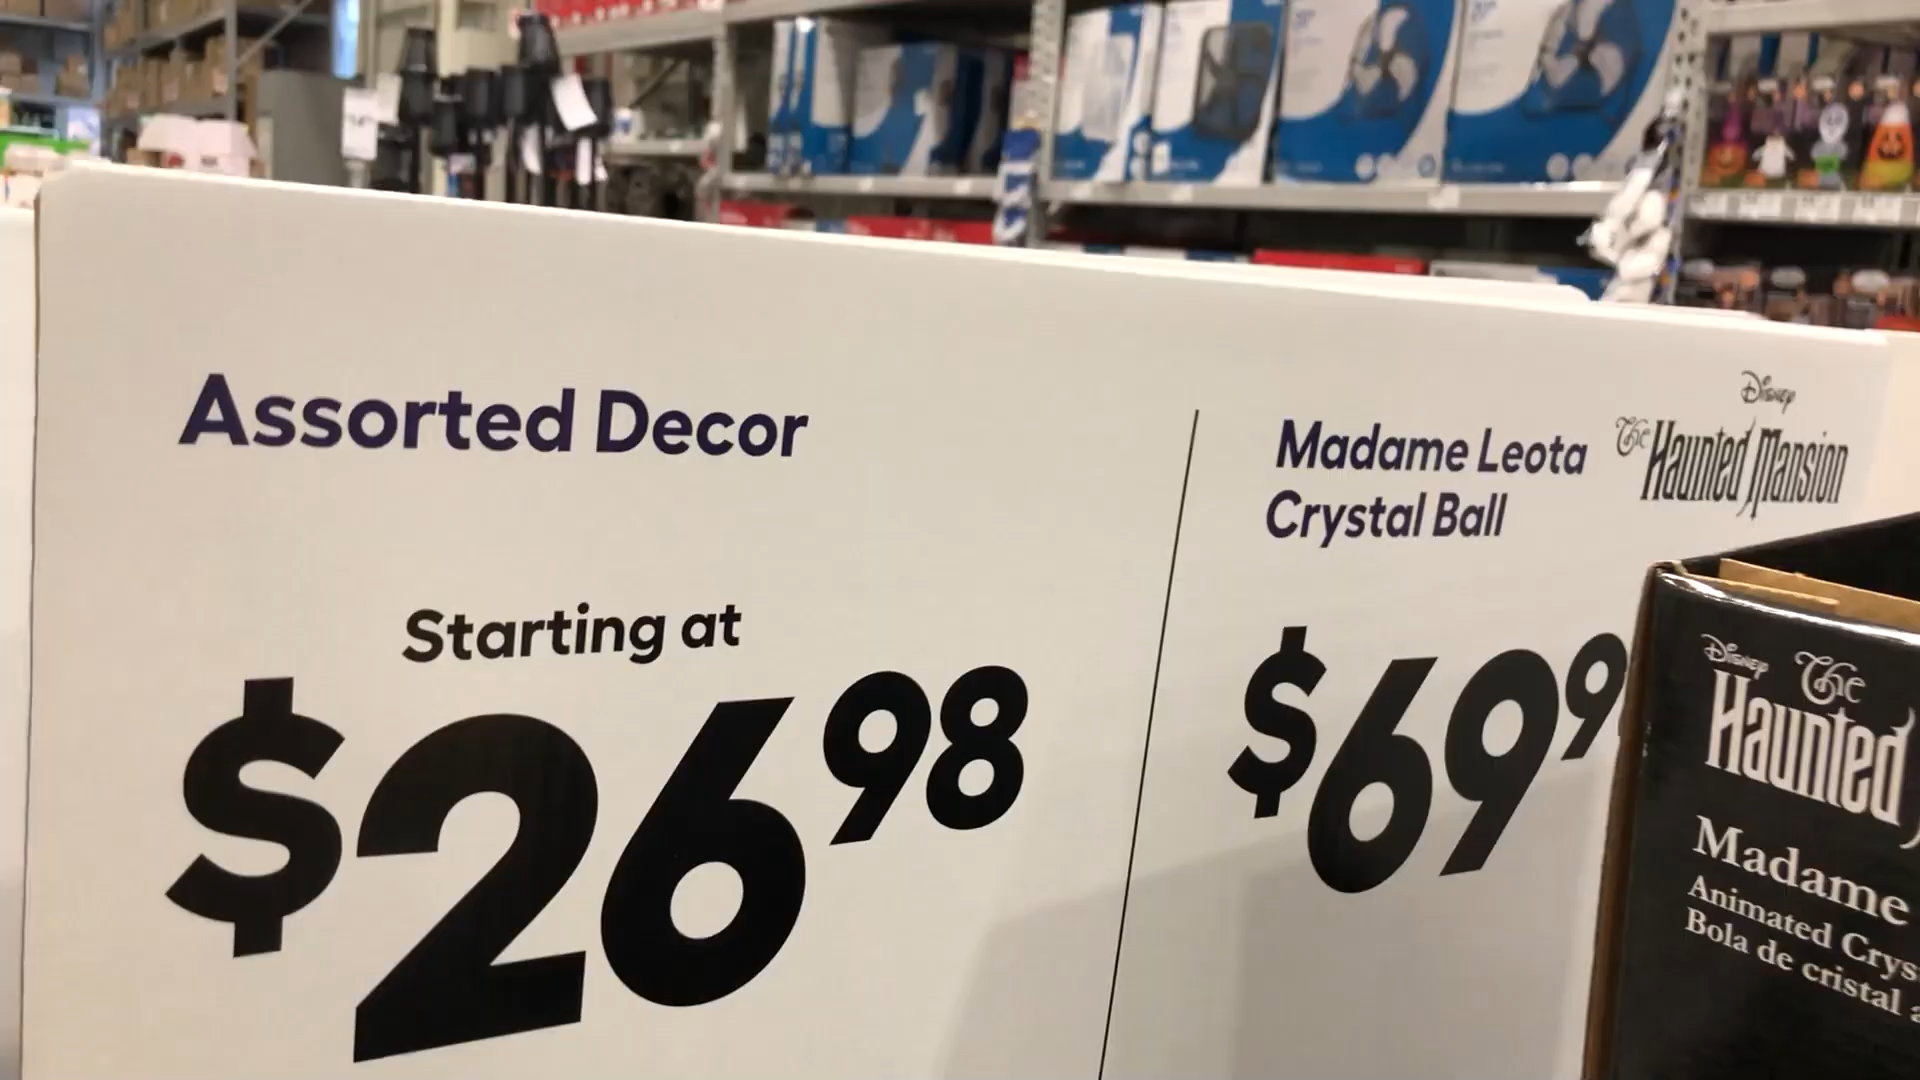 Assorted Decor
Starting at
$26 98
Madame Leota
Crystal Ball
Disney
The Haunted Mansion
$69 9
Disney The
Haunted
Madame
Animated Crys
Bola de cristal